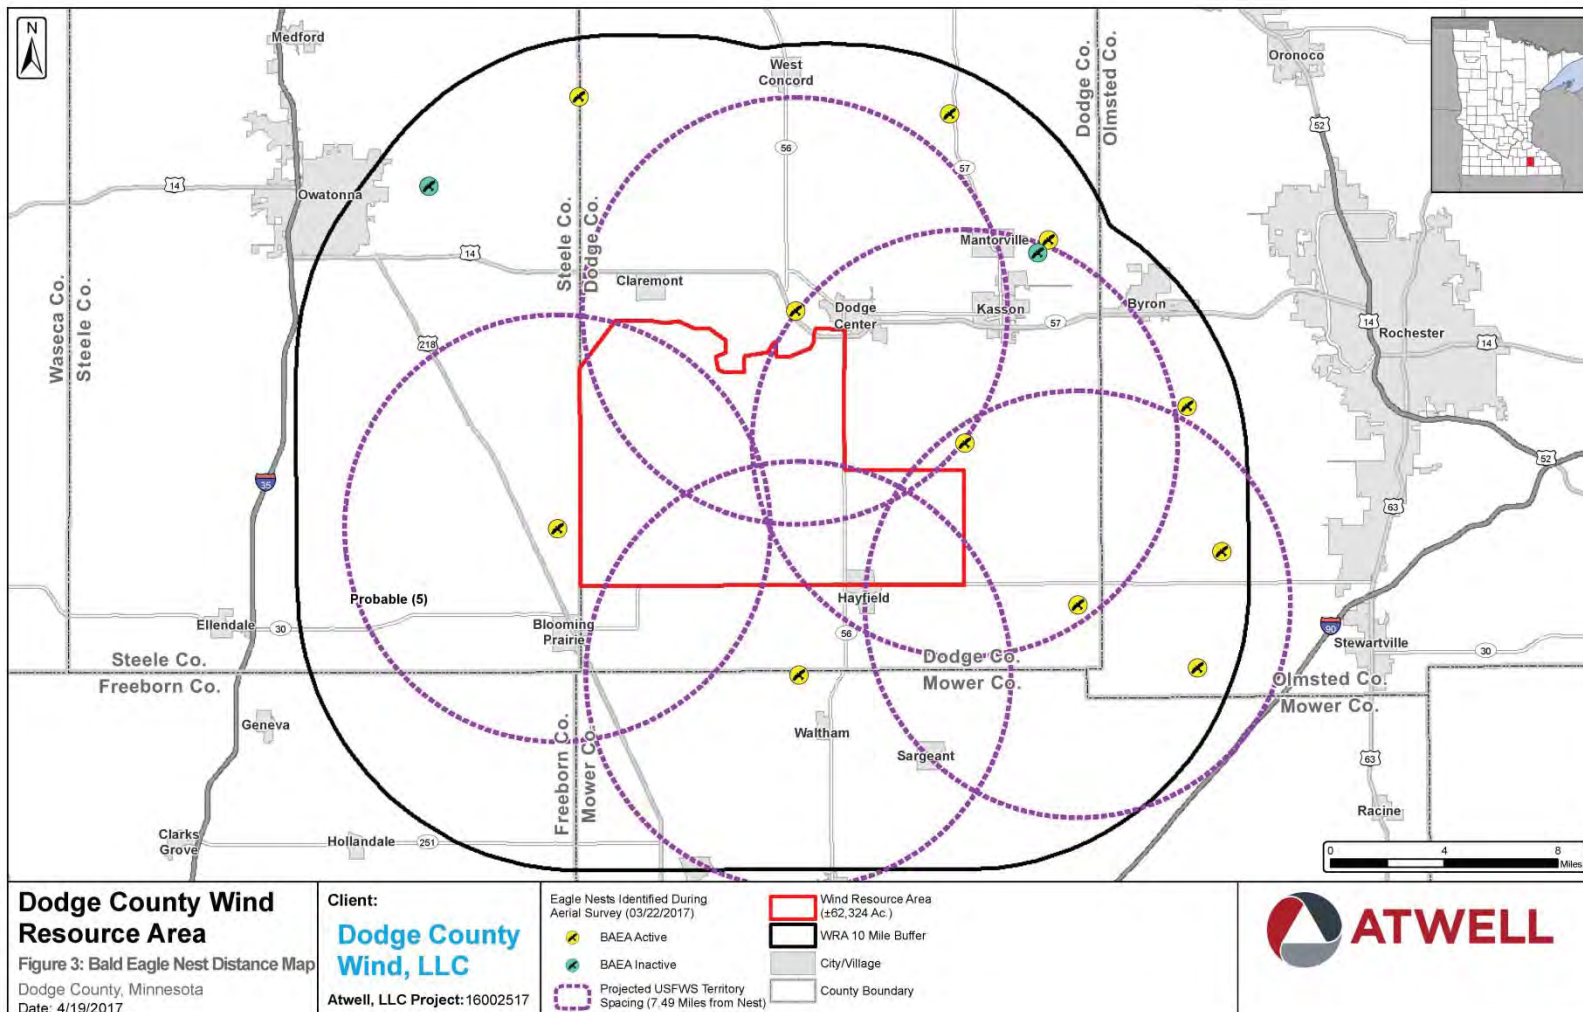 N
Medford
West
Concord
Dodge Co.
Olmsted Co.
Oronoco
52
56
57
14
Owatonna
Steele Co.
Dodge Co.
Mantorville
14
Claremont
Waseca Co.
Steele Co.
Dodge
Center
Kasson
Byron
57
14
Rochester
218
14
35
52
63
Probable (5)
Hayfield
Ellendale
30
Blooming
Prairie
56
90
Stewartville
30
Steele Co.
Freeborn Co.
Dodge Co.
Mower Co.
Olmsted Co.
Mower Co.
Geneva
Freeborn Co.
Mower Co.
Waltham
Sargeant
63
Racine
Clarks
Grove
Hollandale
251
0 4 8
Miles
Dodge County Wind
Resource Area
Figure 3: Bald Eagle Nest Distance Map
Dodge County, Minnesota
Date: 4/19/2017
Client:
Dodge County
Wind, LLC
Atwell, LLC Project:16002517
Eagle Nests Identified During
Aerial Survey (03/22/2017)
BAEA Active
BAEA Inactive
Projected USFWS Territory
Spacing (7.49 Miles from Nest)
Wind Resource Area
(±62,324 Ac.)
WRA 10 Mile Buffer
City/Village
County Boundary
ATWELL